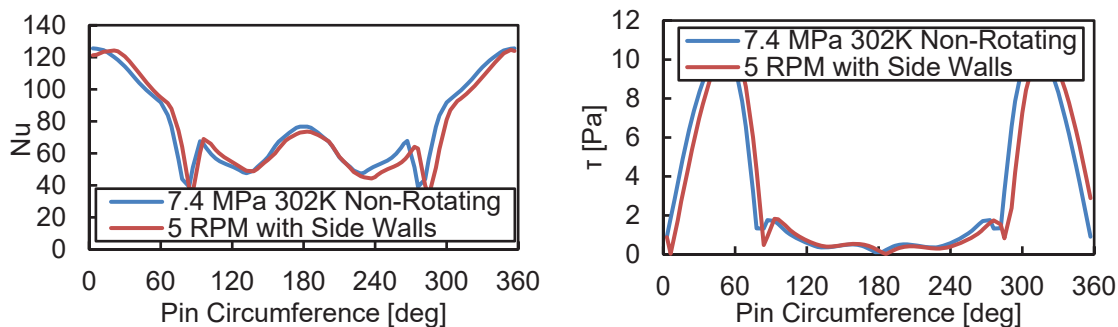 140
120
100
80
60
40
20
0
Nu
7.4 MPa 302K Non-Rotating
5 RPM with Side Walls
0 60 120 180 240 300 360
Pin Circumference [deg]
12
10
8
6
4
2
0
τ [Pa]
7.4 MPa 302K Non-Rotating
5 RPM with Side Walls
0 60 120 180 240 300 360
Pin Circumference [deg]